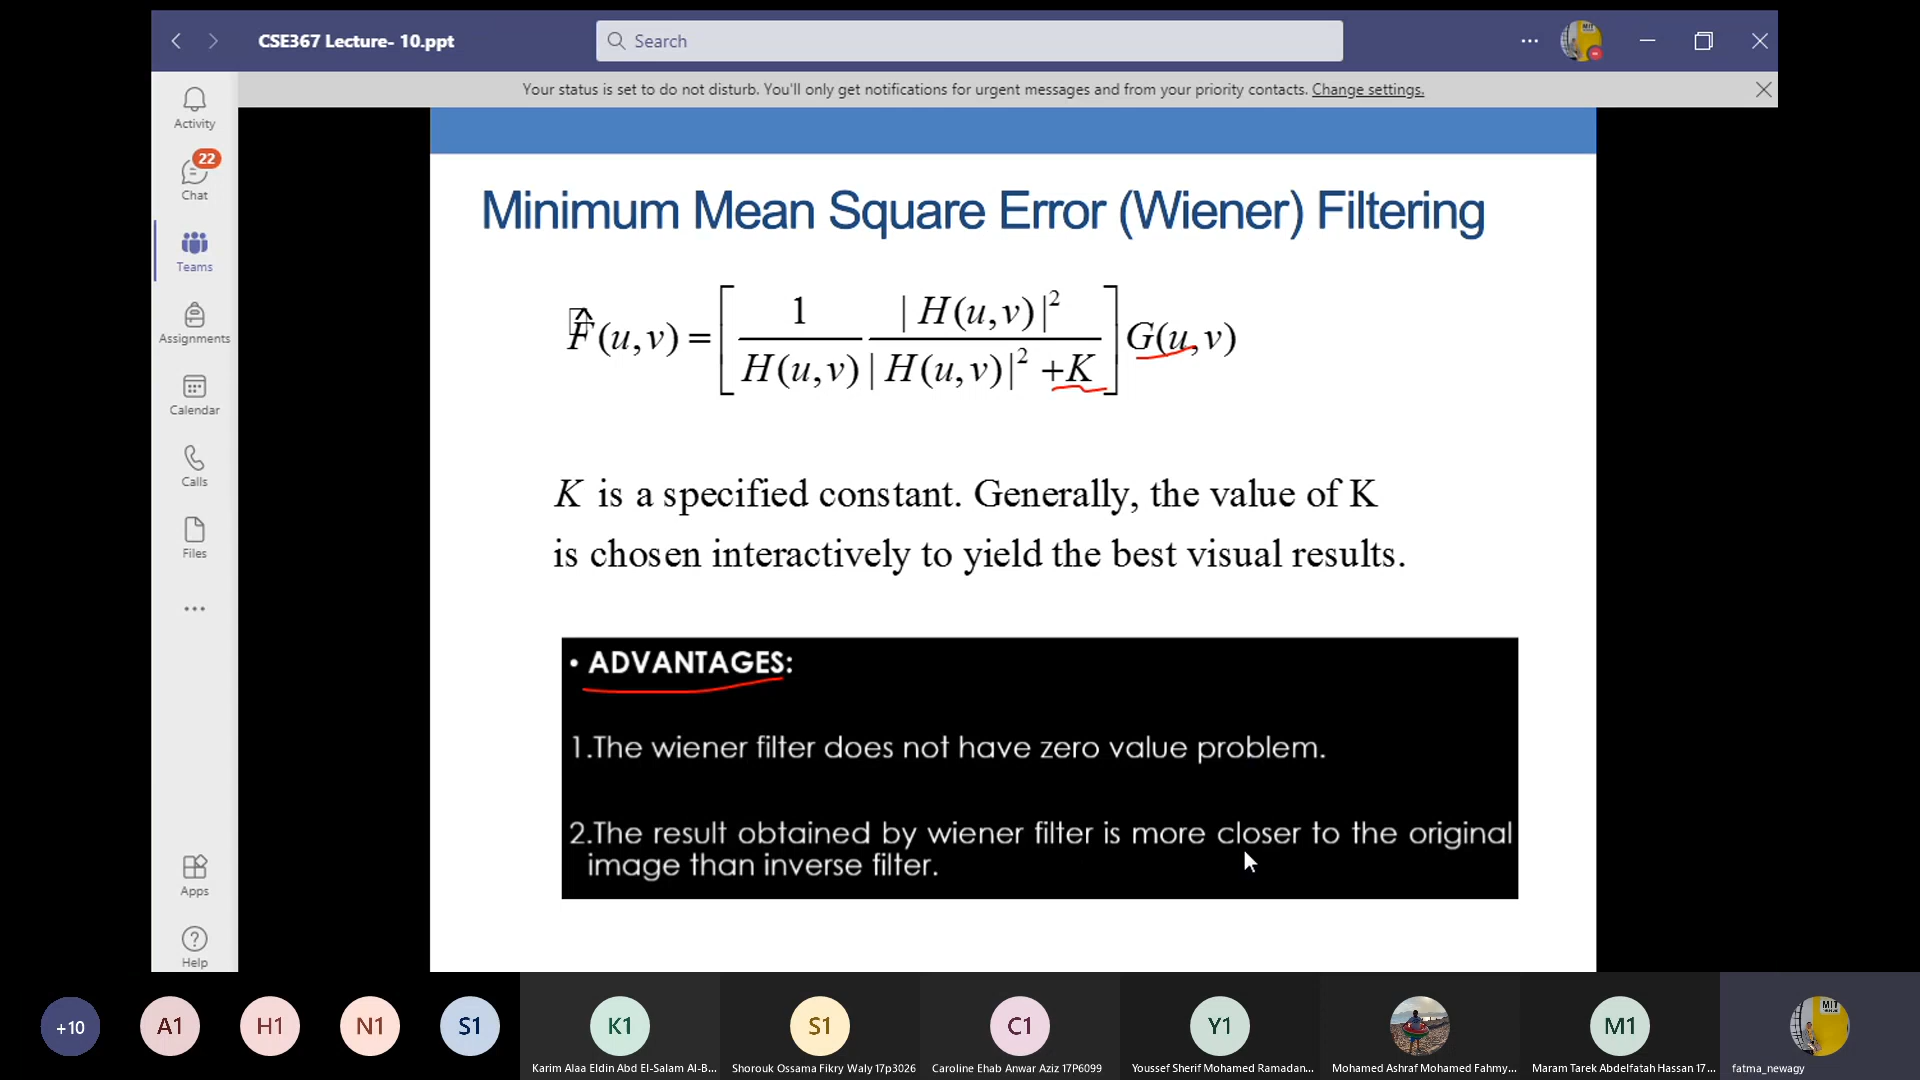 CSE367 Lecture- 10.ppt
Search
Your status is set to do not disturb. You'll only get notifications for urgent messages and from your priority contacts. Change settings.
Activity
22
Chat
Teams
Assignments
Calendar
Calls
Files
Apps
Help
Minimum Mean Square Error (Wiener) Filtering
F̂(u,v) = [ 1 / H(u,v) |H(u,v)|² / |H(u,v)|² + K ] G(u,v)
K is a specified constant. Generally, the value of K
is chosen interactively to yield the best visual results.
• ADVANTAGES:
1.The wiener filter does not have zero value problem.
2.The result obtained by wiener filter is more closer to the original
image than inverse filter.
+10
A1
H1
N1
S1
K1
Karim Alaa Eldin Abd El-Salam Al-B...
S1
Shorouk Ossama Fikry Waly 17p3026
C1
Caroline Ehab Anwar Aziz 17P6099
Y1
Youssef Sherif Mohamed Ramadan...
Mohamed Ashraf Mohamed Fahmy...
M1
Maram Tarek Abdelfatah Hassan 17...
MIT
fatma_newagy